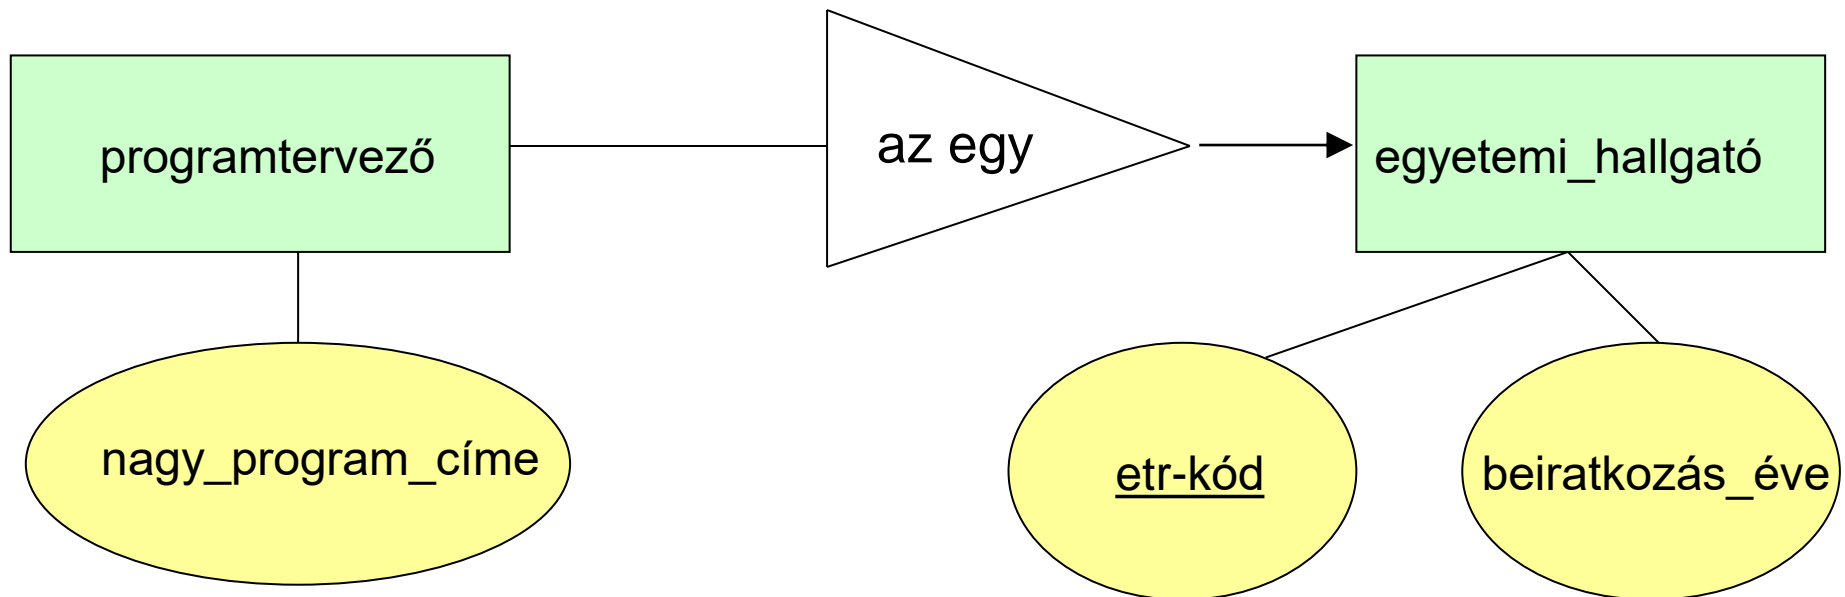 programtervező
az egy
egyetemi_hallgató
nagy_program_címe
etr-kód
beiratkozás_éve